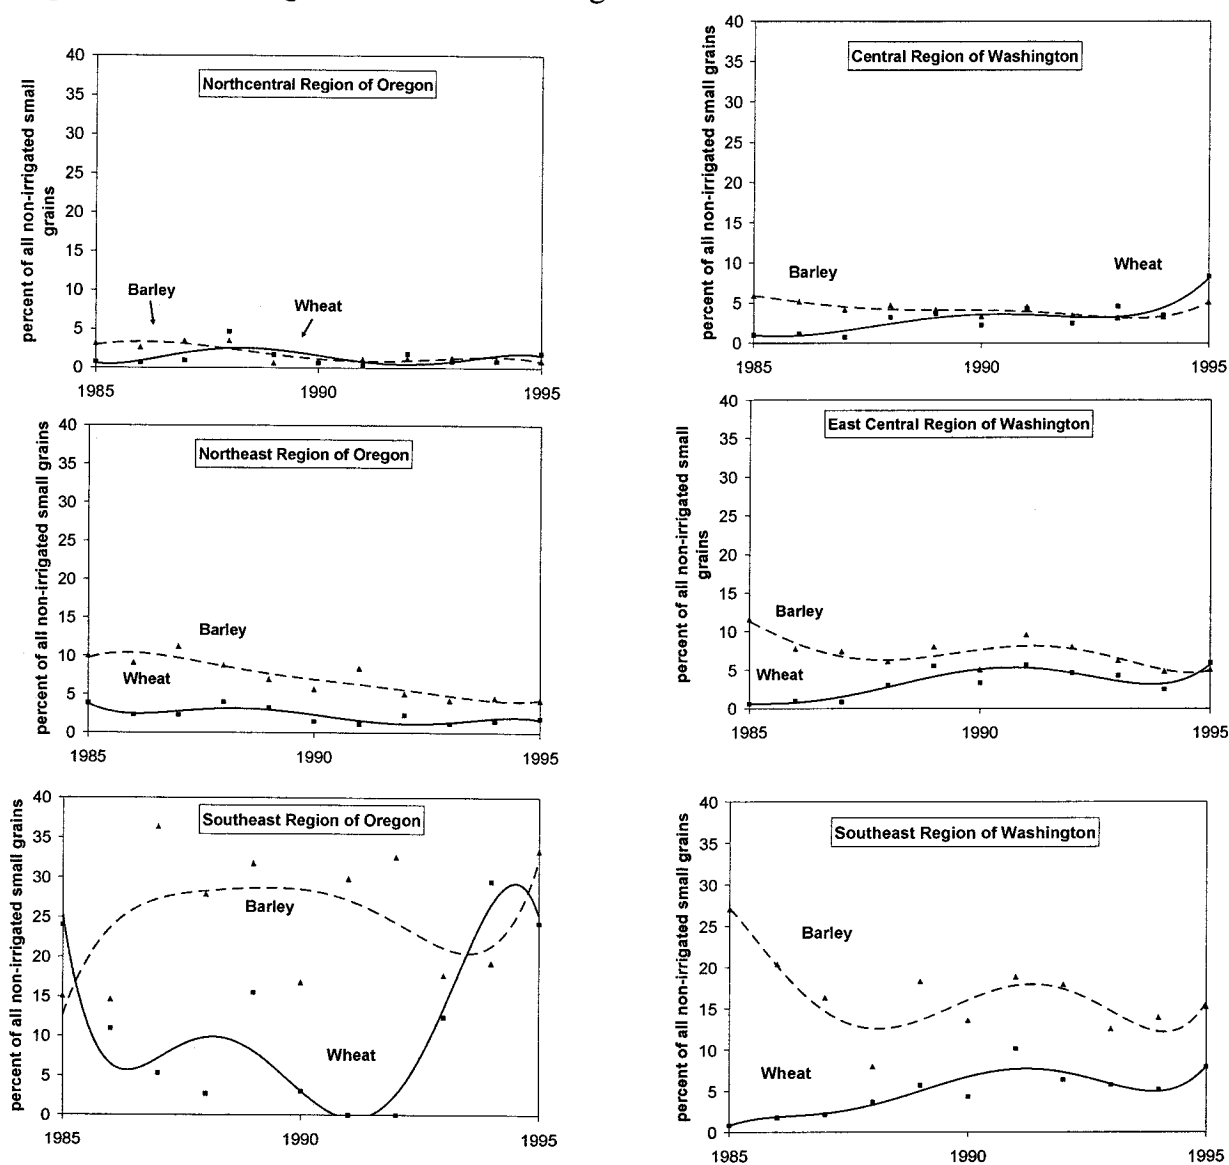 percent of all non-irrigated small
grains
Northcentral Region of Oregon
40
35
30
25
20
15
10
5
0
Barley
Wheat
1985
1990
1995
percent of all non-irrigated small grains
Central Region of Washington
40
35
30
25
20
15
10
5
0
Barley
Wheat
1985
1990
1995
percent of all non-irrigated small grains
Northeast Region of Oregon
40
35
30
25
20
15
10
5
0
Barley
Wheat
1985
1990
1995
percent of all non-irrigated small
grains
East Central Region of Washington
40
35
30
25
20
15
10
5
0
Barley
Wheat
1985
1990
1995
percent of all non-irrigated small grains
Southeast Region of Oregon
40
35
30
25
20
15
10
5
0
Barley
Wheat
1985
1990
1995
percent of all non-irrigated small grains
Southeast Region of Washington
40
35
30
25
20
15
10
5
0
Barley
Wheat
1985
1990
1995